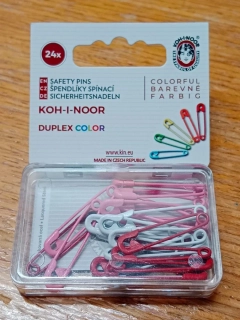 24x
KOH-I-NOOR
EN SAFETY PINS
CZ ŠPENDLÍKY SPÍNACÍ
DE SICHERHEITSNADELN
COLORFUL
BAREVNÉ
FARBIG
KOH-I-NOOR
DUPLEX COLOR
www.kin.eu
MADE IN CZECH REPUBLIC